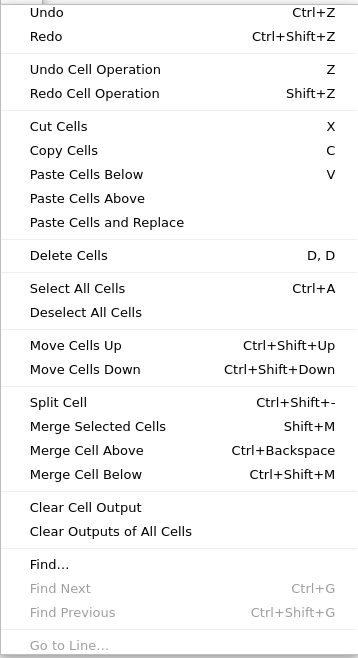 Undo Ctrl+Z
Redo Ctrl+Shift+Z
Undo Cell Operation Z
Redo Cell Operation Shift+Z
Cut Cells X
Copy Cells C
Paste Cells Below V
Paste Cells Above
Paste Cells and Replace
Delete Cells D, D
Select All Cells Ctrl+A
Deselect All Cells
Move Cells Up Ctrl+Shift+Up
Move Cells Down Ctrl+Shift+Down
Split Cell Ctrl+Shift+-
Merge Selected Cells Shift+M
Merge Cell Above Ctrl+Backspace
Merge Cell Below Ctrl+Shift+M
Clear Cell Output
Clear Outputs of All Cells
Find…
Find Next Ctrl+G
Find Previous Ctrl+Shift+G
Go to Line…